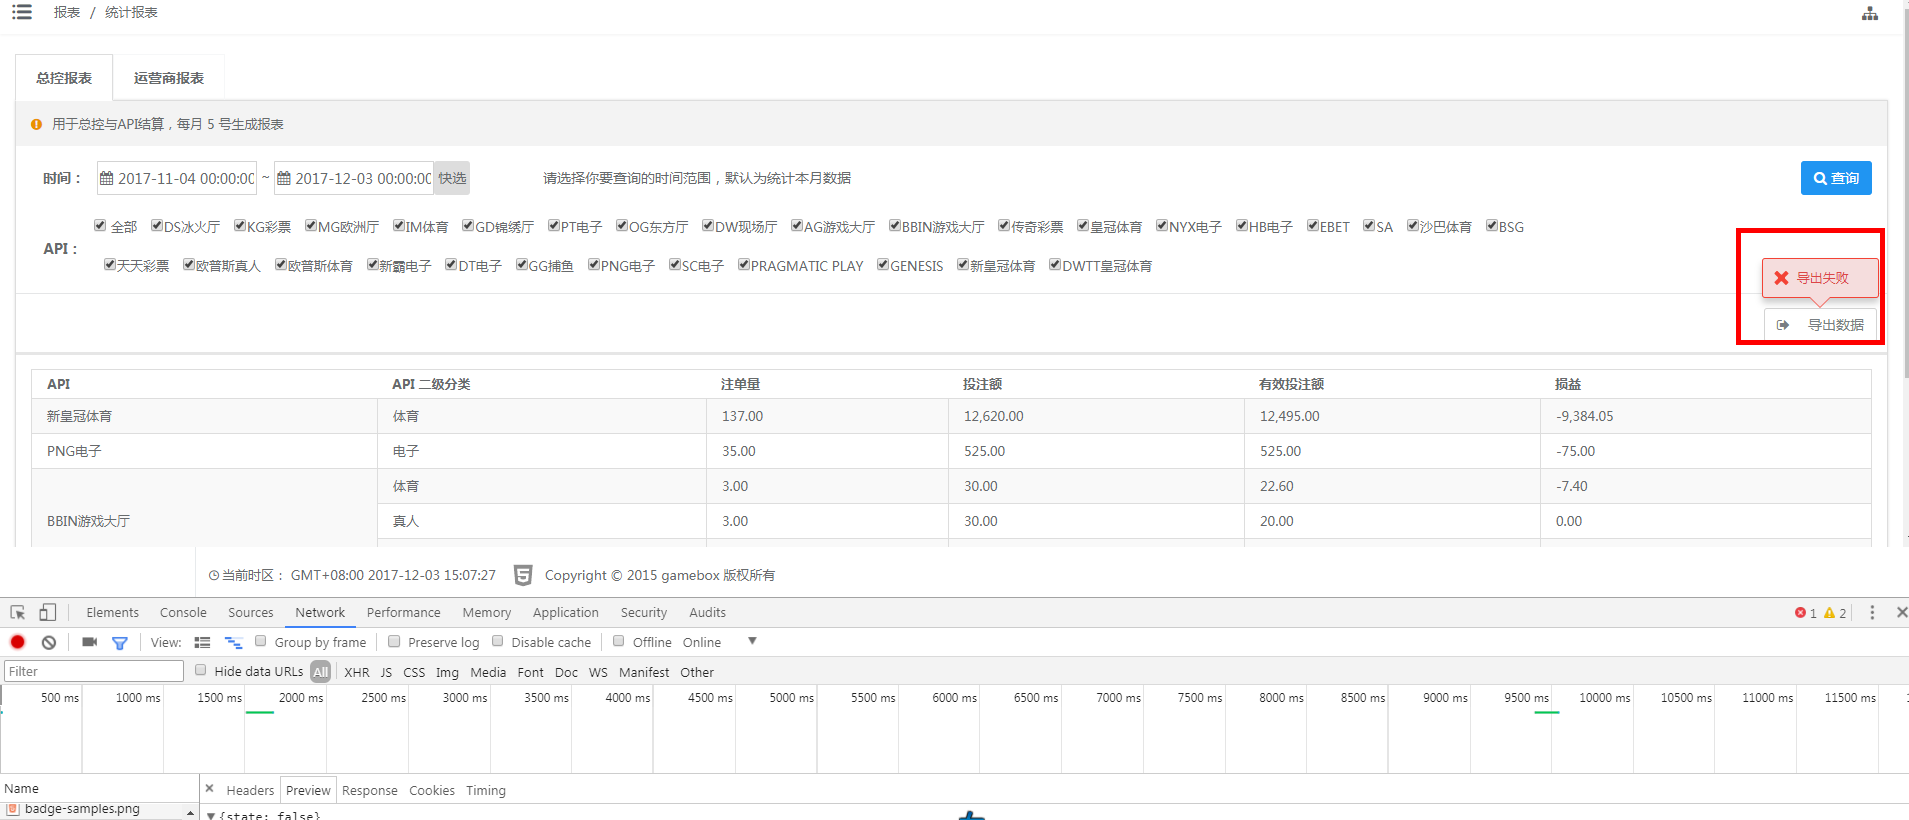 报表 / 统计报表
总控报表 运营商报表
用于总控与API结算，每月 5 号生成报表
时间： 2017-11-04 00:00:00 ~ 2017-12-03 00:00:00 快选 请选择你要查询的时间范围，默认为统计本月数据 查询
全部 DS冰火厅 KG彩票 MG欧洲厅 IM体育 GD锦绣厅 PT电子 OG东方厅 DW现场厅 AG游戏大厅 BBIN游戏大厅 传奇彩票 皇冠体育 NYX电子 HB电子 EBET SA 沙巴体育 BSG
API：
天天彩票 欧普斯真人 欧普斯体育 新霸电子 DT电子 GG捕鱼 PNG电子 SC电子 PRAGMATIC PLAY GENESIS 新皇冠体育 DWTT皇冠体育
导出失败
导出数据
API API 二级分类 注单量 投注额 有效投注额 损益
新皇冠体育 体育 137.00 12,620.00 12,495.00 -9,384.05
PNG电子 电子 35.00 525.00 525.00 -75.00
体育 3.00 30.00 22.60 -7.40
BBIN游戏大厅 真人 3.00 30.00 20.00 0.00
当前时区： GMT+08:00 2017-12-03 15:07:27 Copyright © 2015 gamebox 版权所有
Elements Console Sources Network Performance Memory Application Security Audits 1 2
View: Group by frame Preserve log Disable cache Offline Online
Filter Hide data URLs All XHR JS CSS Img Media Font Doc WS Manifest Other
500 ms 1000 ms 1500 ms 2000 ms 2500 ms 3000 ms 3500 ms 4000 ms 4500 ms 5000 ms 5500 ms 6000 ms 6500 ms 7000 ms 7500 ms 8000 ms 8500 ms 9000 ms 9500 ms 10000 ms 10500 ms 11000 ms 11500 ms
Name Headers Preview Response Cookies Timing
badge-samples.png
{state: false}